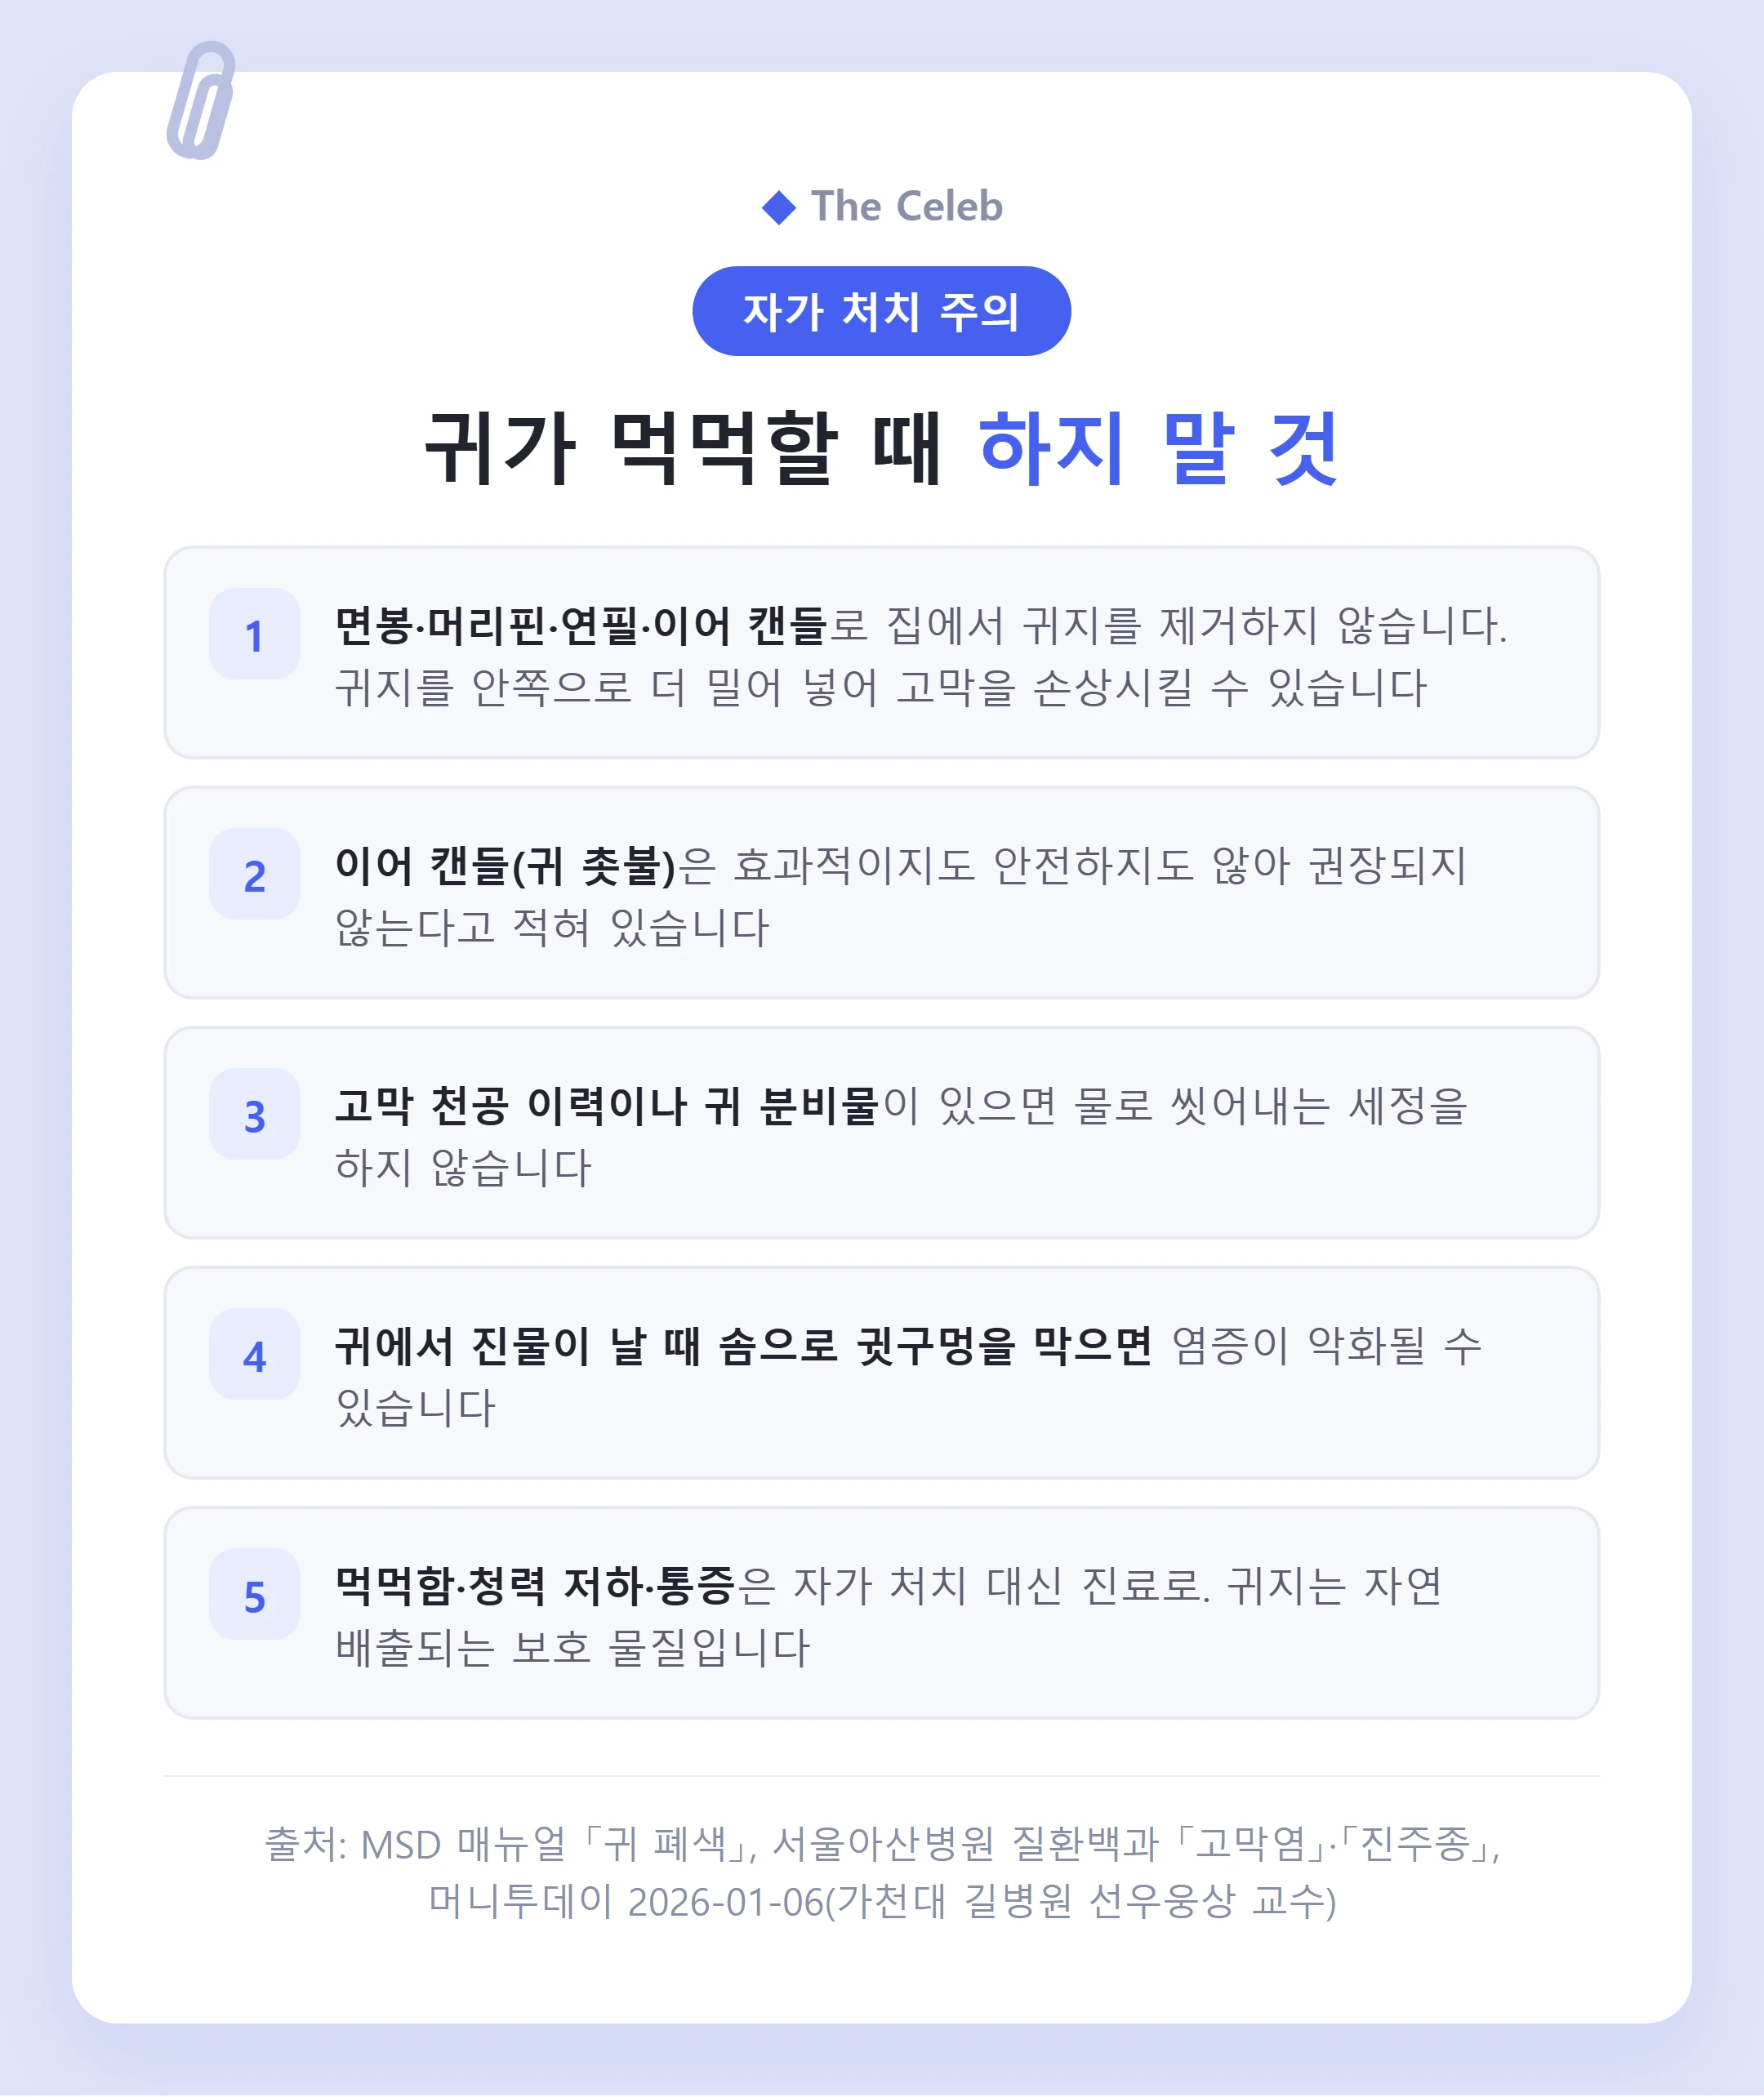 The Celeb
자가 처치 주의
귀가 먹먹할 때 하지 말 것
1
면봉·머리핀·연필·이어 캔들로 집에서 귀지를 제거하지 않습니다.
귀지를 안쪽으로 더 밀어 넣어 고막을 손상시킬 수 있습니다
2
이어 캔들(귀 촛불)은 효과적이지도 안전하지도 않아 권장되지
않는다고 적혀 있습니다
3
고막 천공 이력이나 귀 분비물이 있으면 물로 씻어내는 세정을
하지 않습니다
4
귀에서 진물이 날 때 솜으로 귓구멍을 막으면 염증이 악화될 수
있습니다
5
먹먹함·청력 저하·통증은 자가 처치 대신 진료로. 귀지는 자연
배출되는 보호 물질입니다
출처: MSD 매뉴얼 「귀 폐색」, 서울아산병원 질환백과 「고막염」·「진주종」,
머니투데이 2026-01-06(가천대 길병원 선우웅상 교수)